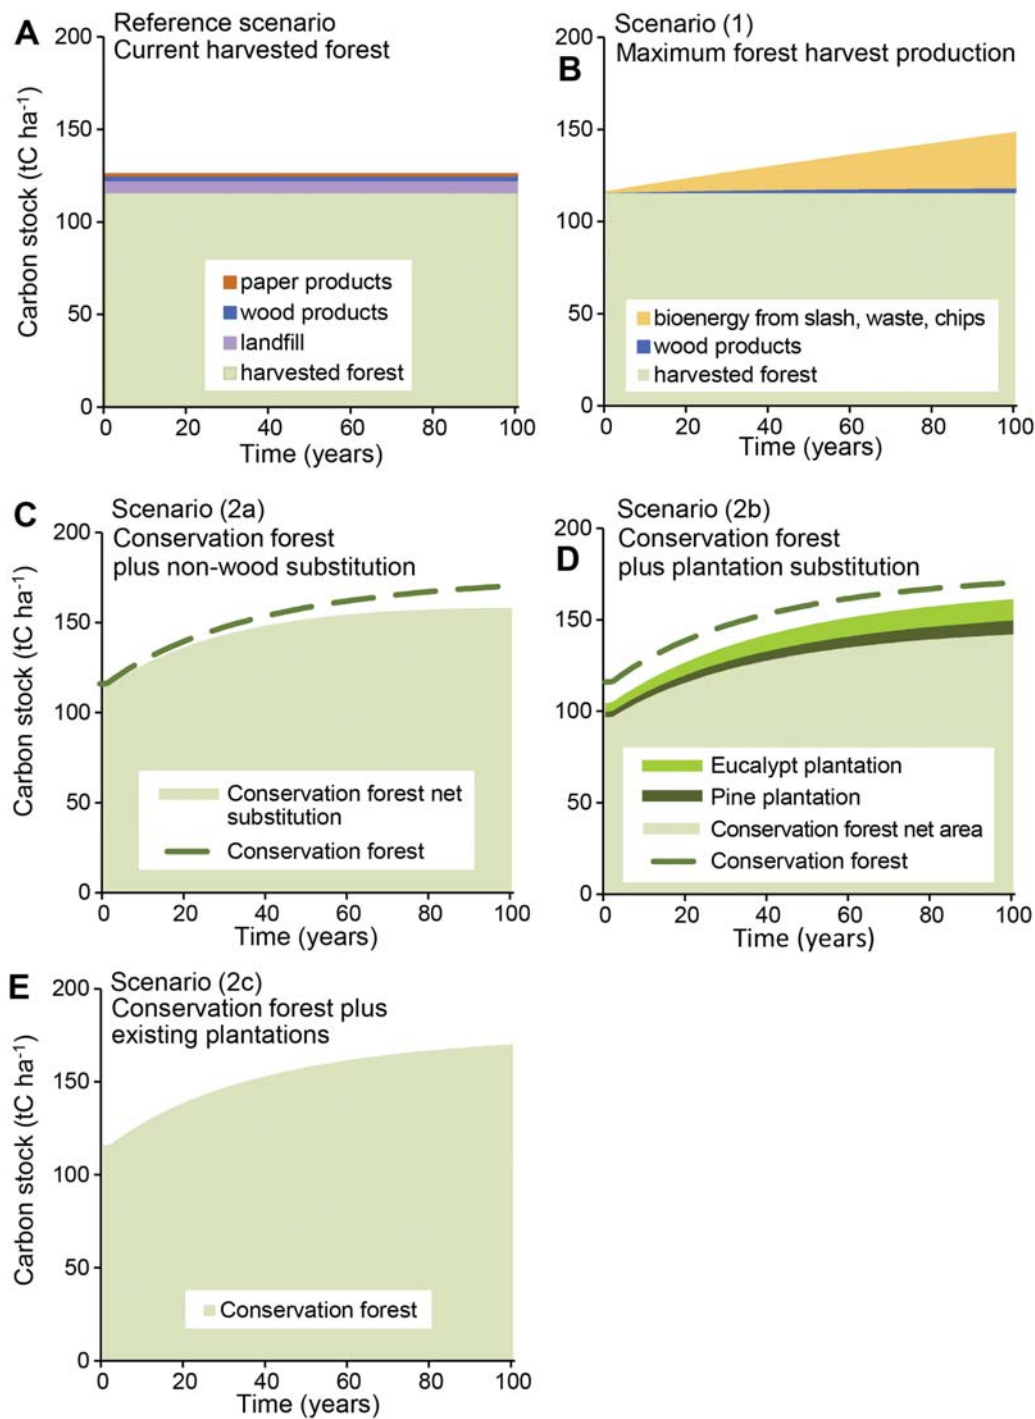 A
Reference scenario
Current harvested forest
200
150
100
50
0
Carbon stock (tC ha-1)
paper products
wood products
landfill
harvested forest
0 20 40 60 80 100
Time (years)
Scenario (1)
B
Maximum forest harvest production
200
150
100
50
0
bioenergy from slash, waste, chips
wood products
harvested forest
20 40 60 80 100
Time (years)
C
Scenario (2a)
Conservation forest
plus non-wood substitution
200
150
100
50
0
Carbon stock (tC ha-1)
Conservation forest net
substitution
Conservation forest
0 20 40 60 80 100
Time (years)
Scenario (2b)
D
Conservation forest
plus plantation substitution
200
150
100
50
0
Eucalypt plantation
Pine plantation
Conservation forest net area
Conservation forest
0 20 40 60 80 100
Time (years)
E
Scenario (2c)
Conservation forest plus
existing plantations
200
150
100
50
0
Carbon stock (tC ha-1)
Conservation forest
0 20 40 60 80 100
Time (years)